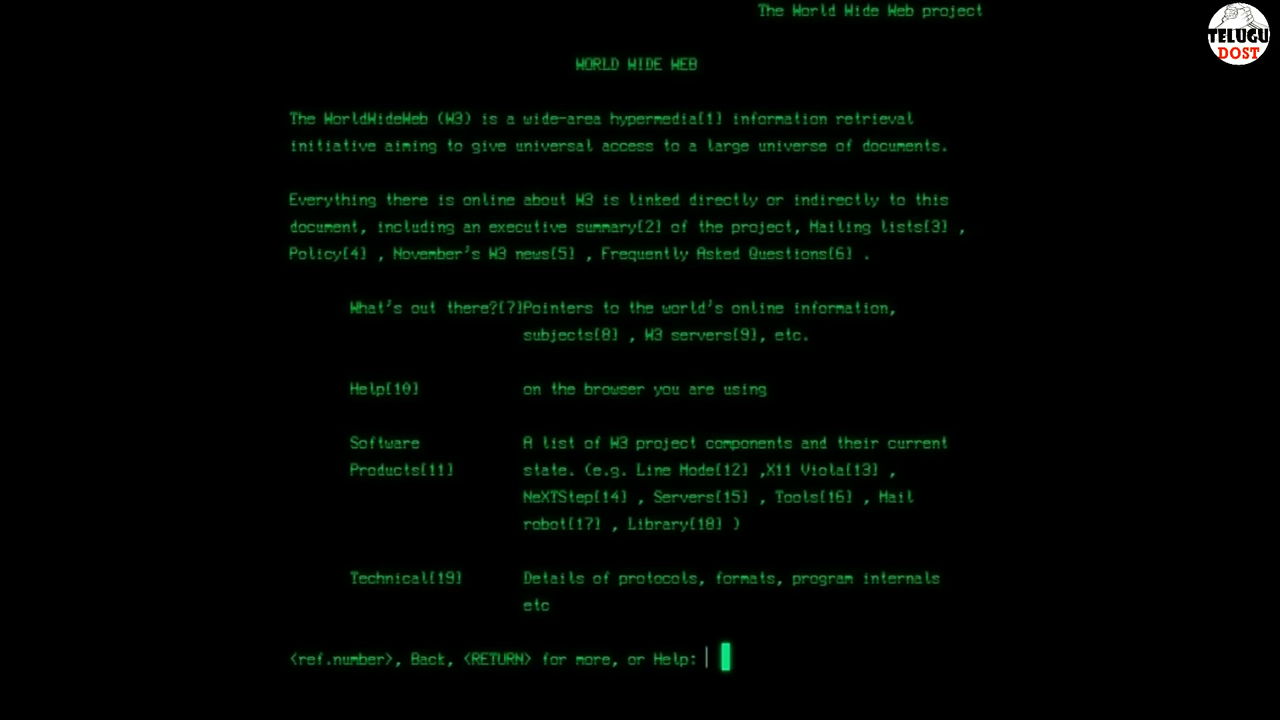 The World Wide Web project
TELUGU
DOST
WORLD WIDE WEB
The WorldWideWeb (W3) is a wide-area hypermedia[1] information retrieval
initiative aiming to give universal access to a large universe of documents.
Everything there is online about W3 is linked directly or indirectly to this
document, including an executive summary[2] of the project, Mailing lists[3] ,
Policy[4] , November's W3 news[5] , Frequently Asked Questions[6] .
What's out there?[7]Pointers to the world's online information,
subjects[8] , W3 servers[9], etc.
Help[10] on the browser you are using
Software A list of W3 project components and their current
Products[11] state. (e.g. Line Mode[12] ,X11 Viola[13] ,
NeXTStep[14] , Servers[15] , Tools[16] , Mail
robot[17] , Library[18] )
Technical[19] Details of protocols, formats, program internals
etc
<ref.number>, Back, <RETURN> for more, or Help: